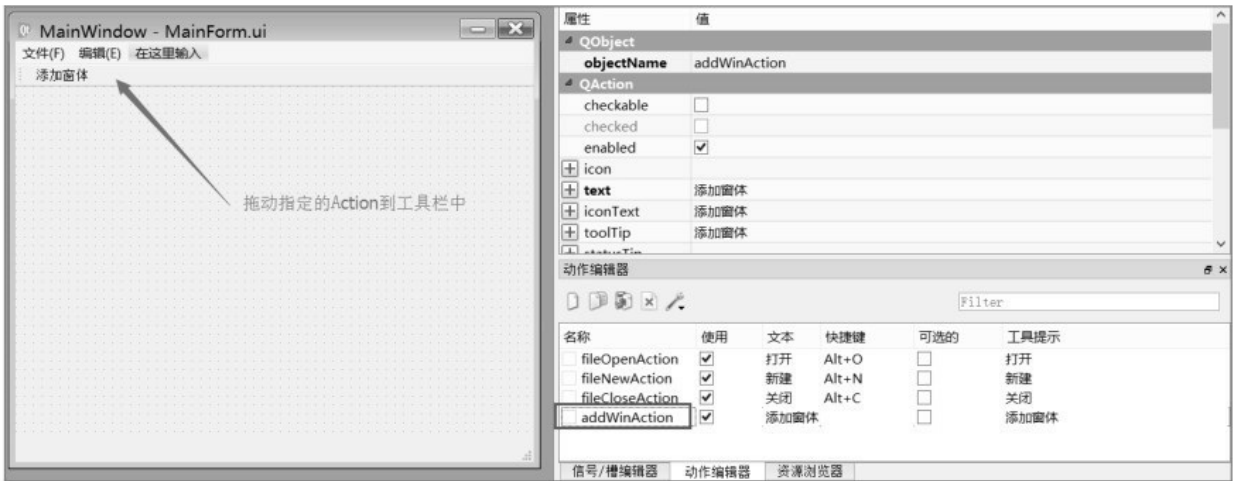 MainWindow - MainForm.ui
文件(F) 编辑(E) 在这里输入
添加窗体
拖动指定的Action到工具栏中
属性 值
QObject
objectName addWinAction
QAction
checkable
checked
enabled
icon
text 添加窗体
iconText 添加窗体
toolTip 添加窗体
statusTip
动作编辑器
Filter
名称 使用 文本 快捷键 可选的 工具提示
fileOpenAction 打开 Alt+O 打开
fileNewAction 新建 Alt+N 新建
fileCloseAction 关闭 Alt+C 关闭
addWinAction 添加窗体 添加窗体
信号/槽编辑器 动作编辑器 资源浏览器